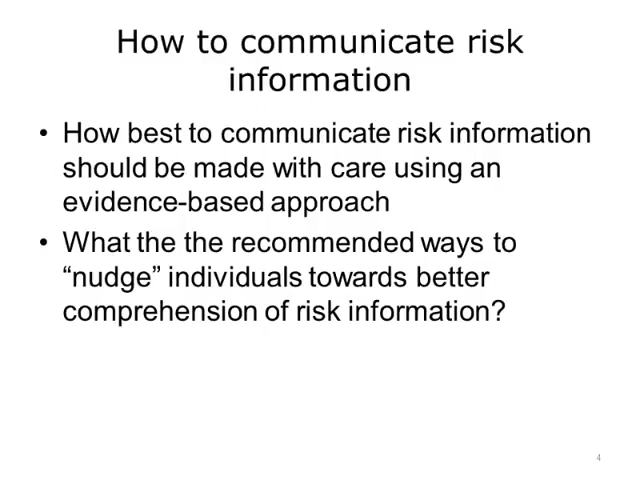 How to communicate risk
information
• How best to communicate risk information
should be made with care using an
evidence-based approach
• What the the recommended ways to
“nudge” individuals towards better
comprehension of risk information?
4